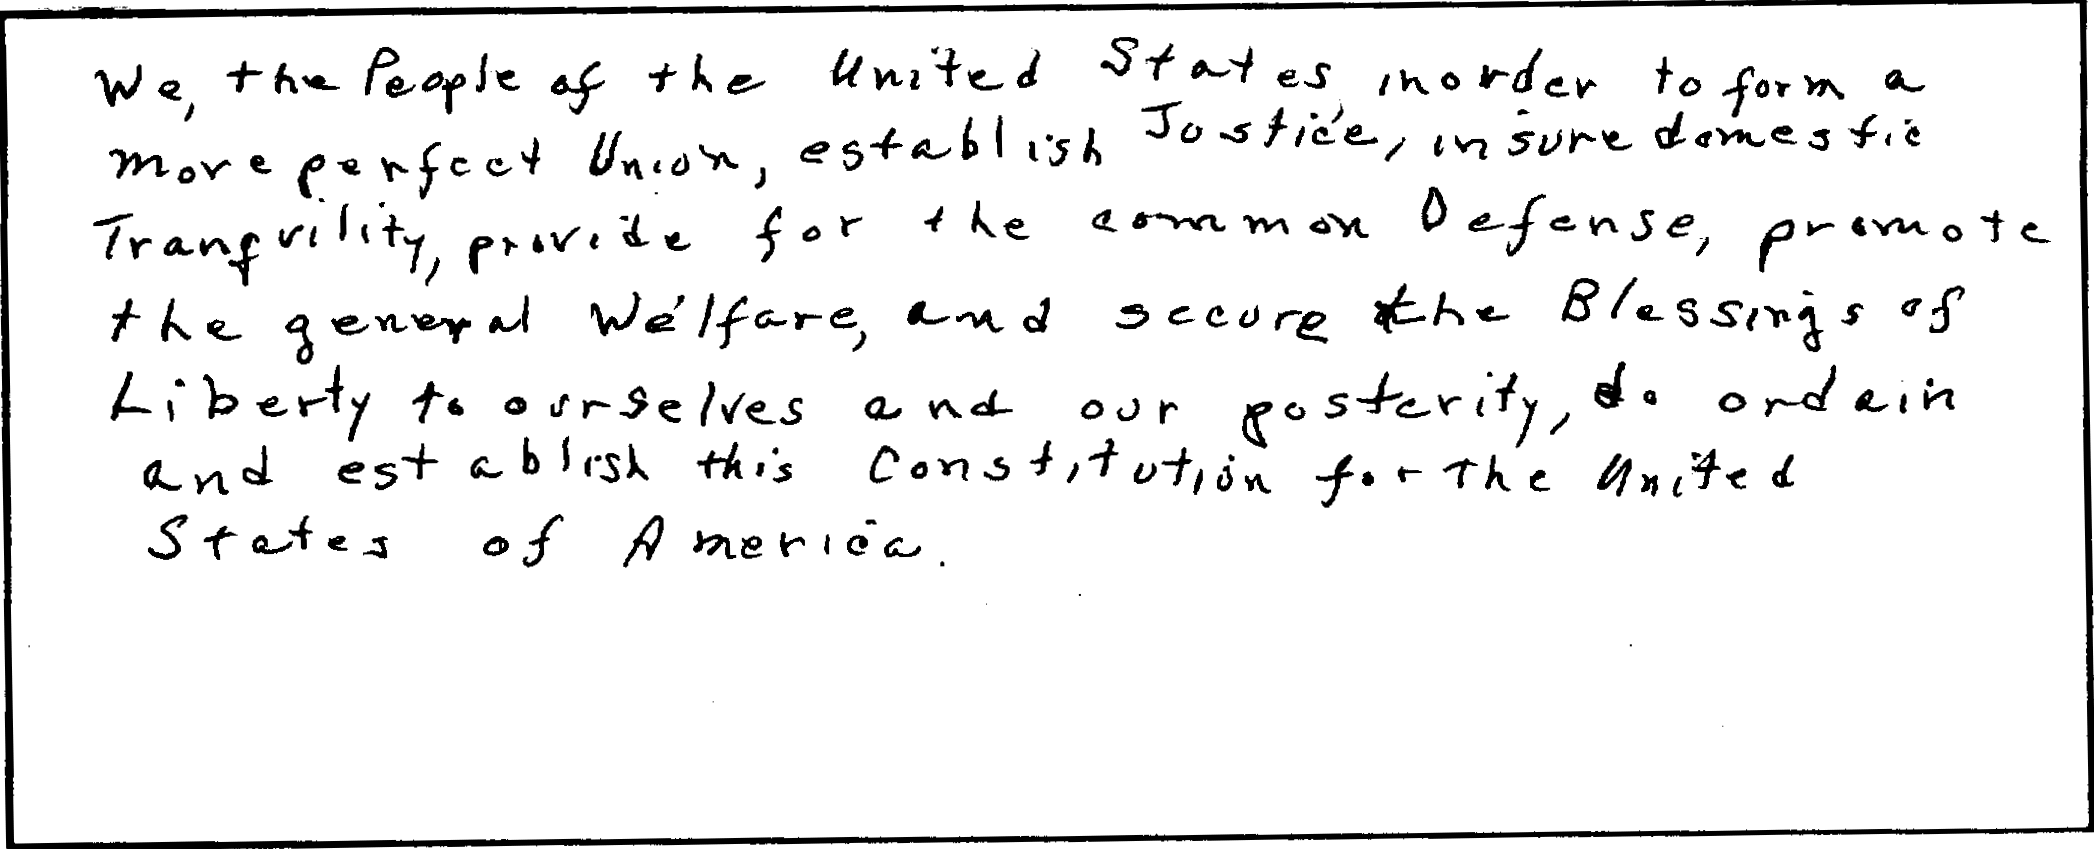 We, the People of the United States inorder to form a
more perfect Union, establish Justice, insure domestic
Tranquility, provide for the common Defense, promote
the general Welfare, and secure the Blessings of
Liberty to ourselves and our posterity, do ordain
and establish this Constitution for The United
States of America.